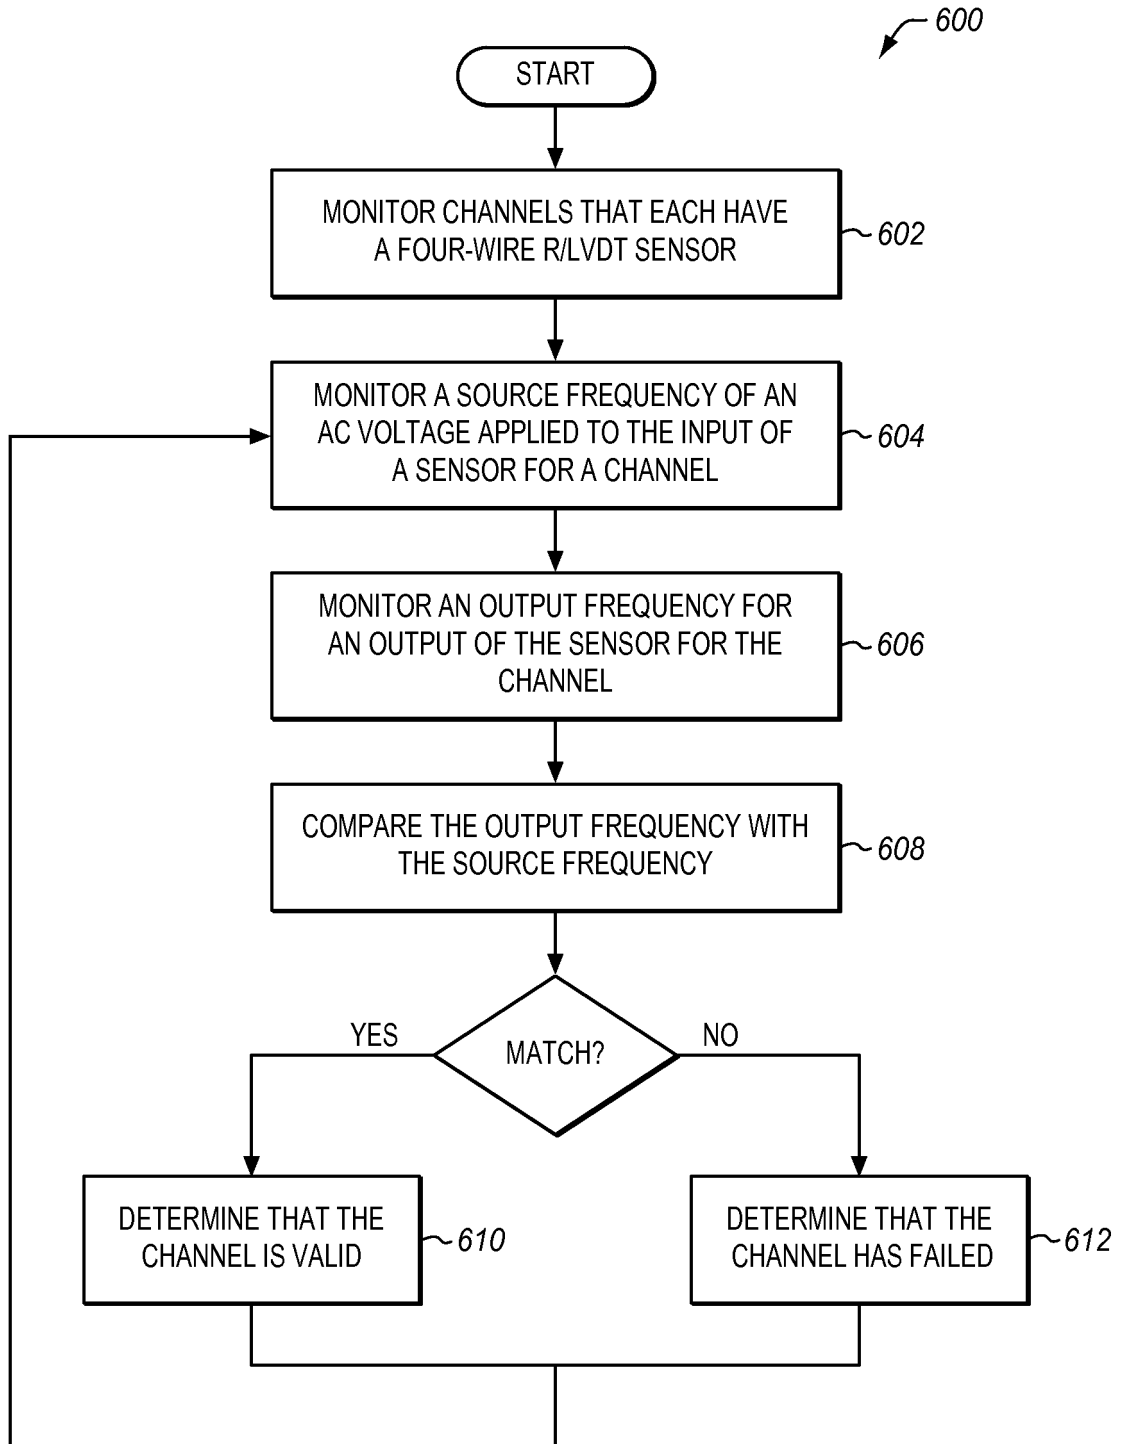 600
START
MONITOR CHANNELS THAT EACH HAVE
A FOUR-WIRE R/LVDT SENSOR
602
MONITOR A SOURCE FREQUENCY OF AN
AC VOLTAGE APPLIED TO THE INPUT OF
A SENSOR FOR A CHANNEL
604
MONITOR AN OUTPUT FREQUENCY FOR
AN OUTPUT OF THE SENSOR FOR THE
CHANNEL
606
COMPARE THE OUTPUT FREQUENCY WITH
THE SOURCE FREQUENCY
608
YES
MATCH?
NO
DETERMINE THAT THE
CHANNEL IS VALID
610
DETERMINE THAT THE
CHANNEL HAS FAILED
612